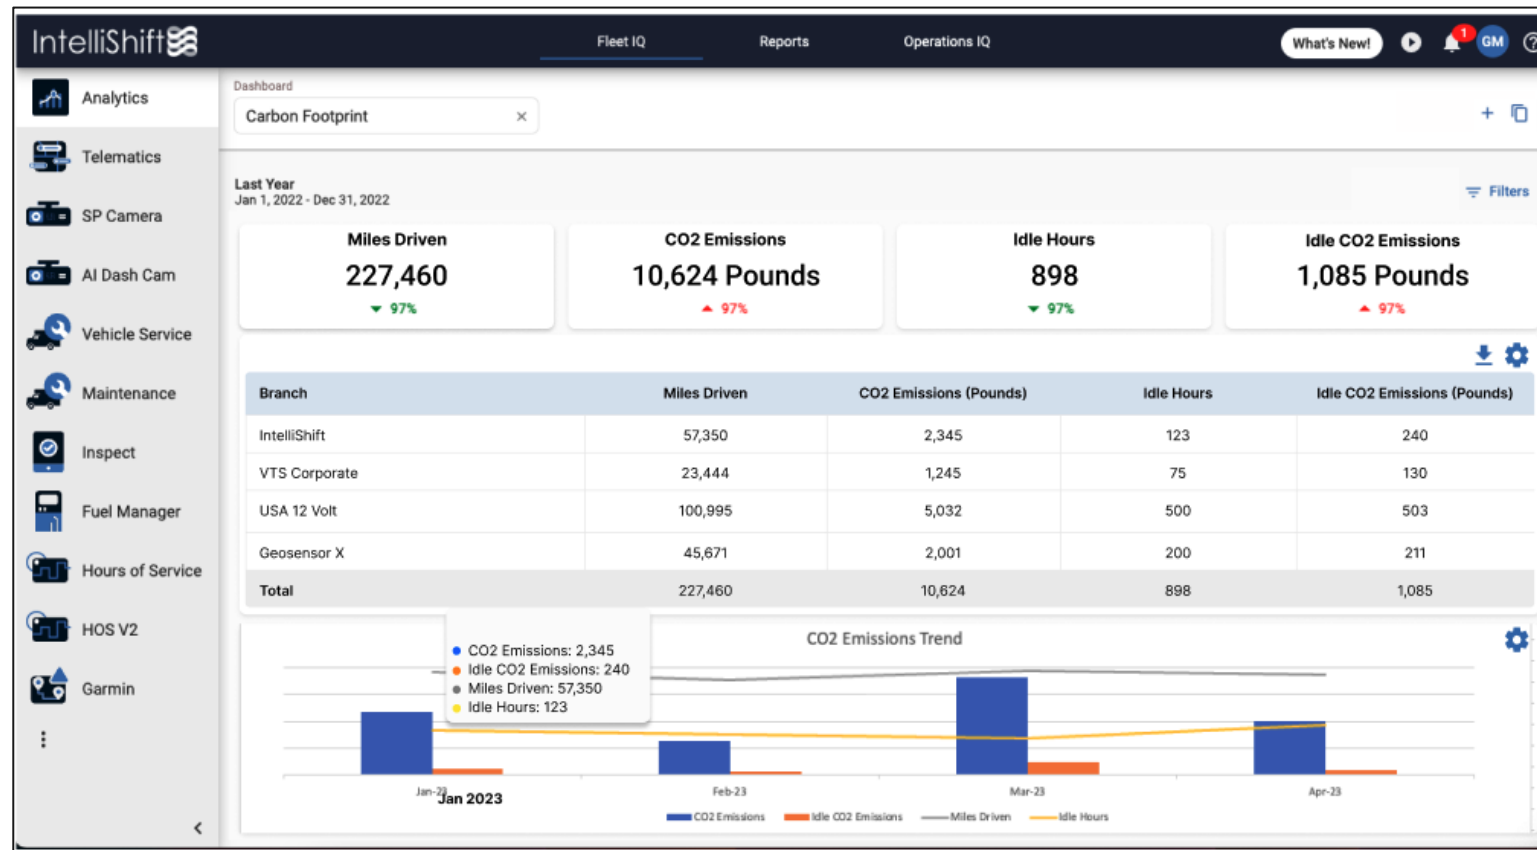 IntelliShift
Fleet IQ Reports Operations IQ
What's New! 1 GM
Analytics
Telematics
SP Camera
AI Dash Cam
Vehicle Service
Maintenance
Inspect
Fuel Manager
Hours of Service
HOS V2
Garmin
Dashboard
Carbon Footprint ×
Last Year
Jan 1, 2022 - Dec 31, 2022
Filters
Miles Driven
227,460
97%
CO2 Emissions
10,624 Pounds
97%
Idle Hours
898
97%
Idle CO2 Emissions
1,085 Pounds
97%
Branch Miles Driven CO2 Emissions (Pounds) Idle Hours Idle CO2 Emissions (Pounds)
IntelliShift 57,350 2,345 123 240
VTS Corporate 23,444 1,245 75 130
USA 12 Volt 100,995 5,032 500 503
Geosensor X 45,671 2,001 200 211
Total 227,460 10,624 898 1,085
CO2 Emissions Trend
CO2 Emissions: 2,345
Idle CO2 Emissions: 240
Miles Driven: 57,350
Idle Hours: 123
Jan-23 Feb-23 Mar-23 Apr-23
Jan 2023
CO2 Emissions Idle CO2 Emissions Miles Driven Idle Hours